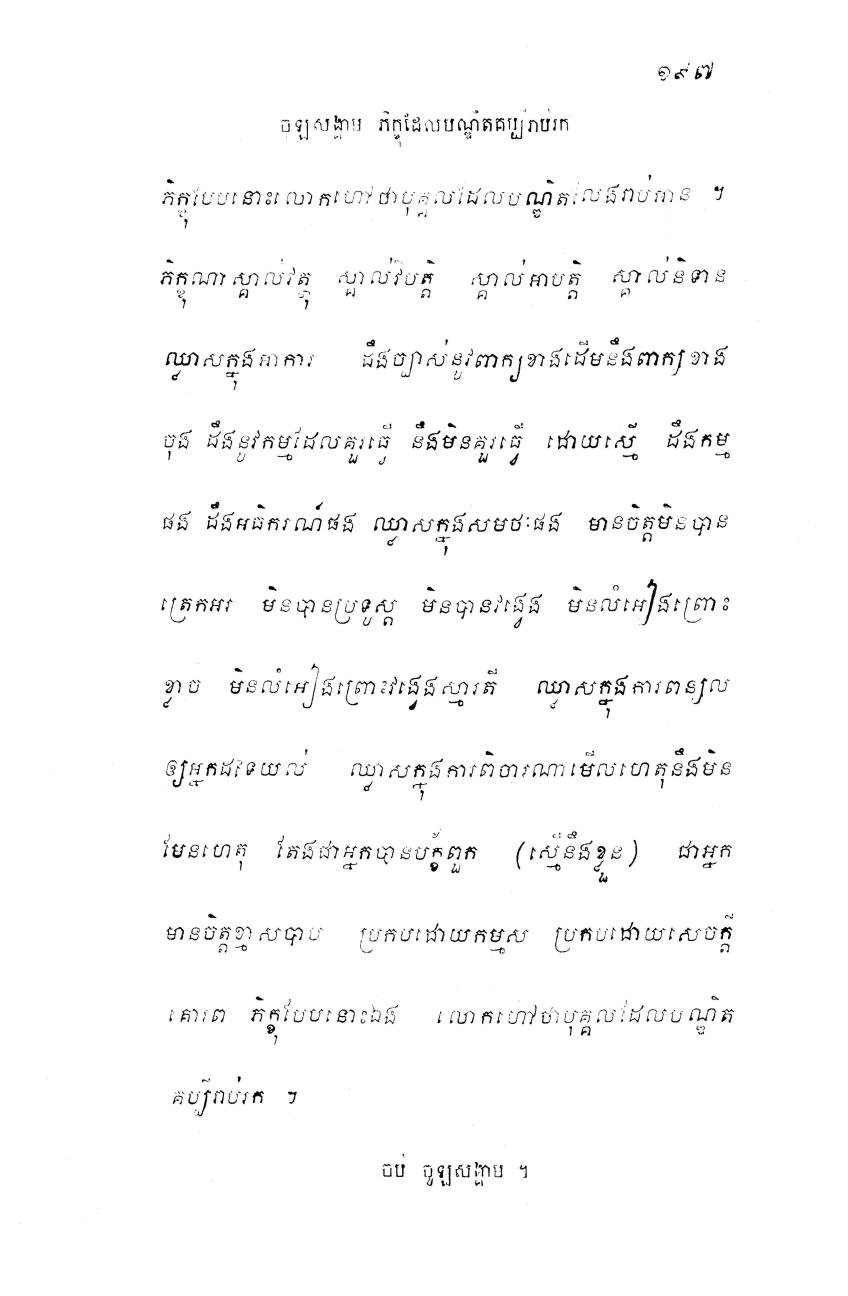 ១៩៧
ចូឡសង្គាម ភិក្ខុដែលបណ្ឌិតគប្បីរាប់រក
ភិក្ខុបែបនោះលោកហៅថាបុគ្គលដែលបណ្ឌិតលែងរាប់អាន ។
ភិក្ខុណាស្គាល់វត្ថុ ស្គាល់វិបត្តិ ស្គាល់អាបត្តិ ស្គាល់និទាន
ឈ្លាសក្នុងអាការ ដឹងច្បាស់នូវពាក្យខាងដើមនឹងពាក្យខាង
ចុង ដឹងនូវកម្មដែលគួរធ្វើ នឹងមិនគួរធ្វើ ដោយស្មើ ដឹងកម្ម
ផង ដឹងអធិករណ៍ផង ឈ្លាសក្នុងសមថៈផង មានចិត្តមិនបាន
ត្រេកអរ មិនបានប្រទូស្ត មិនបានវង្វេង មិនលំអៀងព្រោះ
ខ្លាច មិនលំអៀងព្រោះវង្វេងស្មារតី ឈ្លាសក្នុងការពន្យល
ឲ្យអ្នកដទៃយល់ ឈ្លាសក្នុងការពិចារណាមើលហេតុនឹងមិន
មែនហេតុ តែងជាអ្នកបានបក្ខ័ពួក (ស្មើនឹងខ្លួន) ជាអ្នក
មានចិត្តខ្មាសបាប ប្រកបដោយកម្មស ប្រកបដោយសេចក្តី
គោរព ភិក្ខុបែបនោះឯង លោកហៅថាបុគ្គលដែលបណ្ឌិត
គប្បីរាប់រក ។
ចប់ ចូឡសង្គាម ។